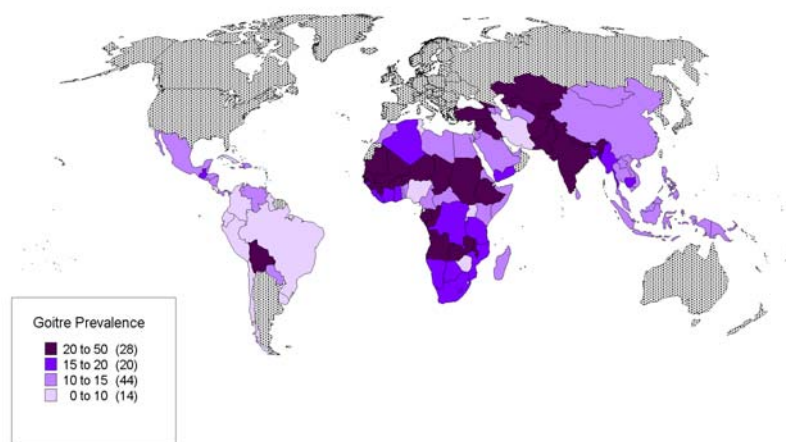 Goitre Prevalence
20 to 50 (28)
15 to 20 (20)
10 to 15 (44)
0 to 10 (14)